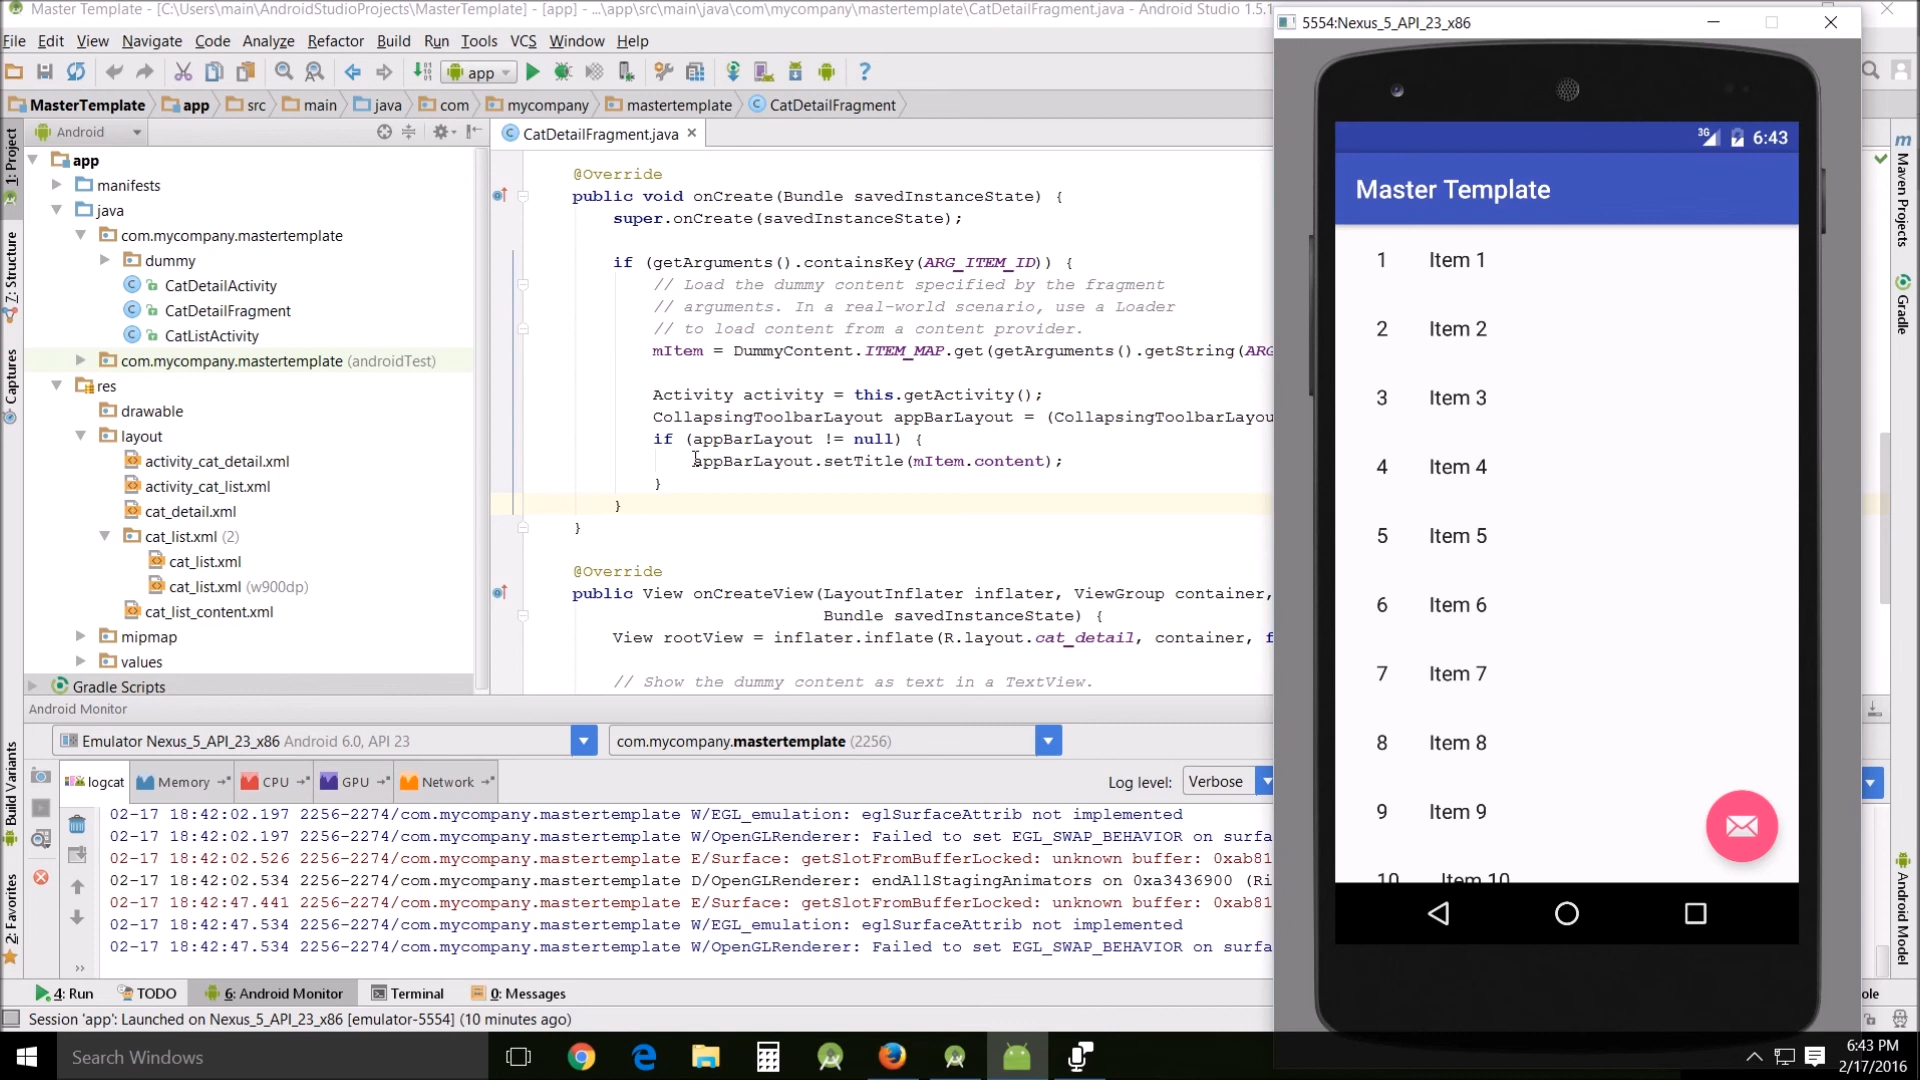 Master Template - [C:\Users\main\AndroidStudioProjects\MasterTemplate] - [app] - ...\app\src\main\java\com\mycompany\mastertemplate\CatDetailFragment.java - Android Studio 1.5.1
5554:Nexus_5_API_23_x86
File Edit View Navigate Code Analyze Refactor Build Run Tools VCS Window Help
app
MasterTemplate app src main java com mycompany mastertemplate CatDetailFragment
Android
CatDetailFragment.java
1: Project
7: Structure
Captures
Build Variants
2: Favorites
app
manifests
java
com.mycompany.mastertemplate
dummy
CatDetailActivity
CatDetailFragment
CatListActivity
com.mycompany.mastertemplate (androidTest)
res
drawable
layout
activity_cat_detail.xml
activity_cat_list.xml
cat_detail.xml
cat_list.xml (2)
cat_list.xml
cat_list.xml (w900dp)
cat_list_content.xml
mipmap
values
Gradle Scripts
@Override
public void onCreate(Bundle savedInstanceState) {
super.onCreate(savedInstanceState);
if (getArguments().containsKey(ARG_ITEM_ID)) {
// Load the dummy content specified by the fragment
// arguments. In a real-world scenario, use a Loader
// to load content from a content provider.
mItem = DummyContent.ITEM_MAP.get(getArguments().getString(ARG
Activity activity = this.getActivity();
CollapsingToolbarLayout appBarLayout = (CollapsingToolbarLayou
if (appBarLayout != null) {
appBarLayout.setTitle(mItem.content);
}
}
}
@Override
public View onCreateView(LayoutInflater inflater, ViewGroup container,
Bundle savedInstanceState) {
View rootView = inflater.inflate(R.layout.cat_detail, container, f
// Show the dummy content as text in a TextView.
3G 6:43
Master Template
1 Item 1
2 Item 2
3 Item 3
4 Item 4
5 Item 5
6 Item 6
7 Item 7
8 Item 8
9 Item 9
10 Item 10
Maven Projects
Gradle
Android Model
Android Monitor
Emulator Nexus_5_API_23_x86 Android 6.0, API 23
com.mycompany.mastertemplate (2256)
logcat Memory CPU GPU Network
Log level: Verbose
02-17 18:42:02.197 2256-2274/com.mycompany.mastertemplate W/EGL_emulation: eglSurfaceAttrib not implemented
02-17 18:42:02.197 2256-2274/com.mycompany.mastertemplate W/OpenGLRenderer: Failed to set EGL_SWAP_BEHAVIOR on surfa
02-17 18:42:02.526 2256-2274/com.mycompany.mastertemplate E/Surface: getSlotFromBufferLocked: unknown buffer: 0xab81
02-17 18:42:02.534 2256-2274/com.mycompany.mastertemplate D/OpenGLRenderer: endAllStagingAnimators on 0xa3436900 (Ri
02-17 18:42:47.441 2256-2274/com.mycompany.mastertemplate E/Surface: getSlotFromBufferLocked: unknown buffer: 0xab81
02-17 18:42:47.534 2256-2274/com.mycompany.mastertemplate W/EGL_emulation: eglSurfaceAttrib not implemented
02-17 18:42:47.534 2256-2274/com.mycompany.mastertemplate W/OpenGLRenderer: Failed to set EGL_SWAP_BEHAVIOR on surfa
4: Run TODO 6: Android Monitor Terminal 0: Messages
ole
Session 'app': Launched on Nexus_5_API_23_x86 [emulator-5554] (10 minutes ago)
Search Windows
6:43 PM
2/17/2016